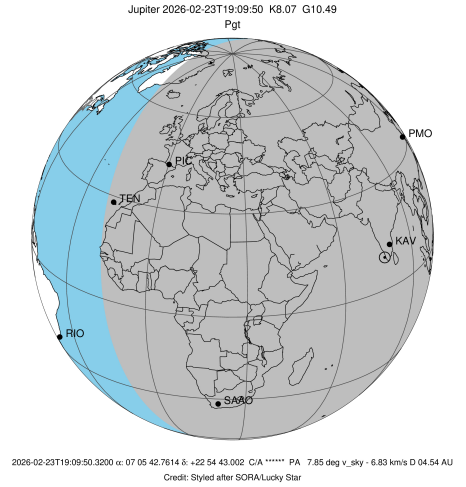 Jupiter 2026-02-23T19:09:50 K8.07 G10.49
Pgt
PMO
PIC
TEN
KAV
RIO
SAAO
2026-02-23T19:09:50.3200 α: 07 05 42.7614 δ: +22 54 43.002 C/A ****** PA 7.85 deg v_sky - 6.83 km/s D 04.54 AU
Credit: Styled after SORA/Lucky Star